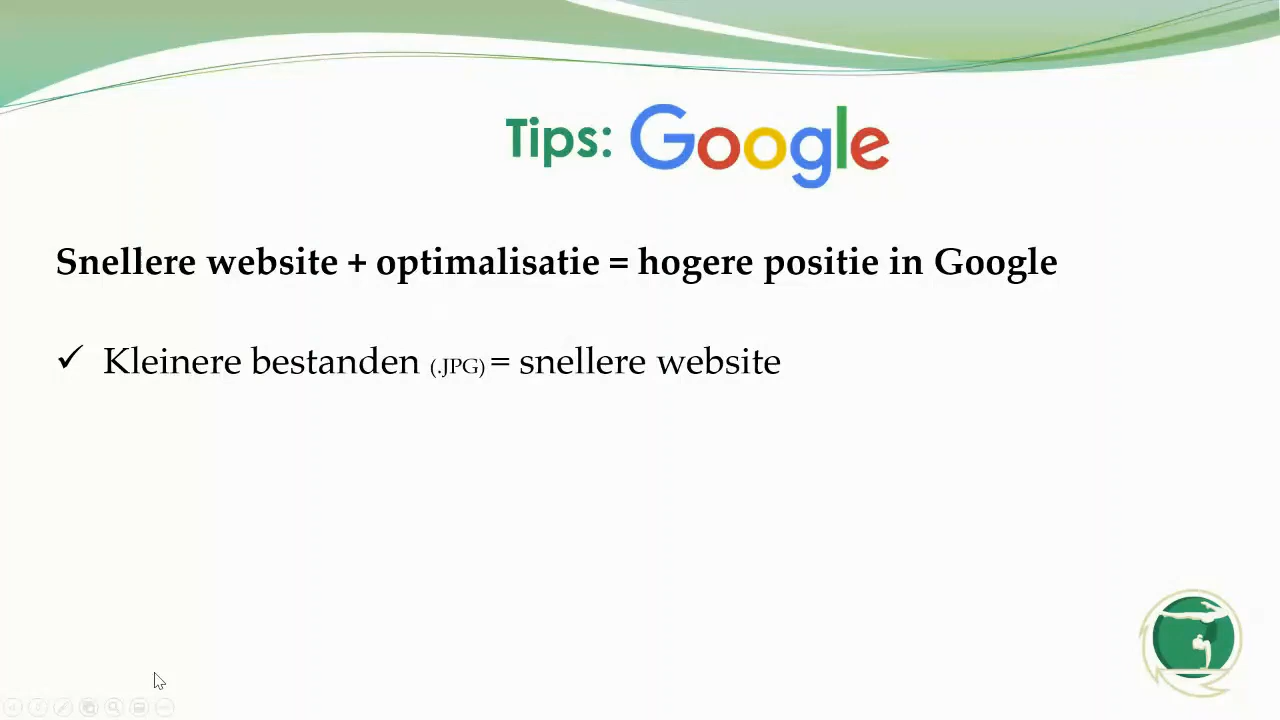 Tips: Google
Snellere website + optimalisatie = hogere positie in Google
✓ Kleinere bestanden (.JPG) = snellere website